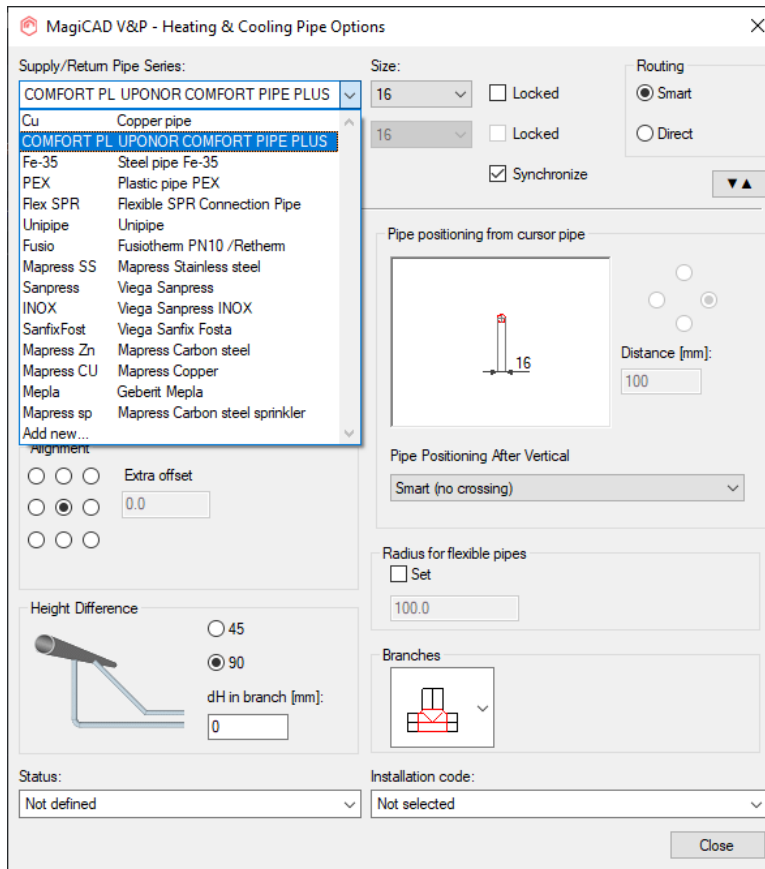 MagiCAD V&P - Heating & Cooling Pipe Options
Supply/Return Pipe Series:
COMFORT PL UPONOR COMFORT PIPE PLUS
Cu Copper pipe
COMFORT PL UPONOR COMFORT PIPE PLUS
Fe-35 Steel pipe Fe-35
PEX Plastic pipe PEX
Flex SPR Flexible SPR Connection Pipe
Unipipe Unipipe
Fusio Fusiotherm PN10 /Retherm
Mapress SS Mapress Stainless steel
Sanpress Viega Sanpress
INOX Viega Sanpress INOX
SanfixFost Viega Sanfix Fosta
Mapress Zn Mapress Carbon steel
Mapress CU Mapress Copper
Mepla Geberit Mepla
Mapress sp Mapress Carbon steel sprinkler
Add new...
Size:
16
Locked
16
Locked
Synchronize
Routing
Smart
Direct
▼▲
Pipe positioning from cursor pipe
16
Distance [mm]:
100
Pipe Positioning After Vertical
Smart (no crossing)
Alignment
Extra offset
0.0
Radius for flexible pipes
Set
100.0
Height Difference
45
90
dH in branch [mm]:
0
Branches
Status:
Not defined
Installation code:
Not selected
Close